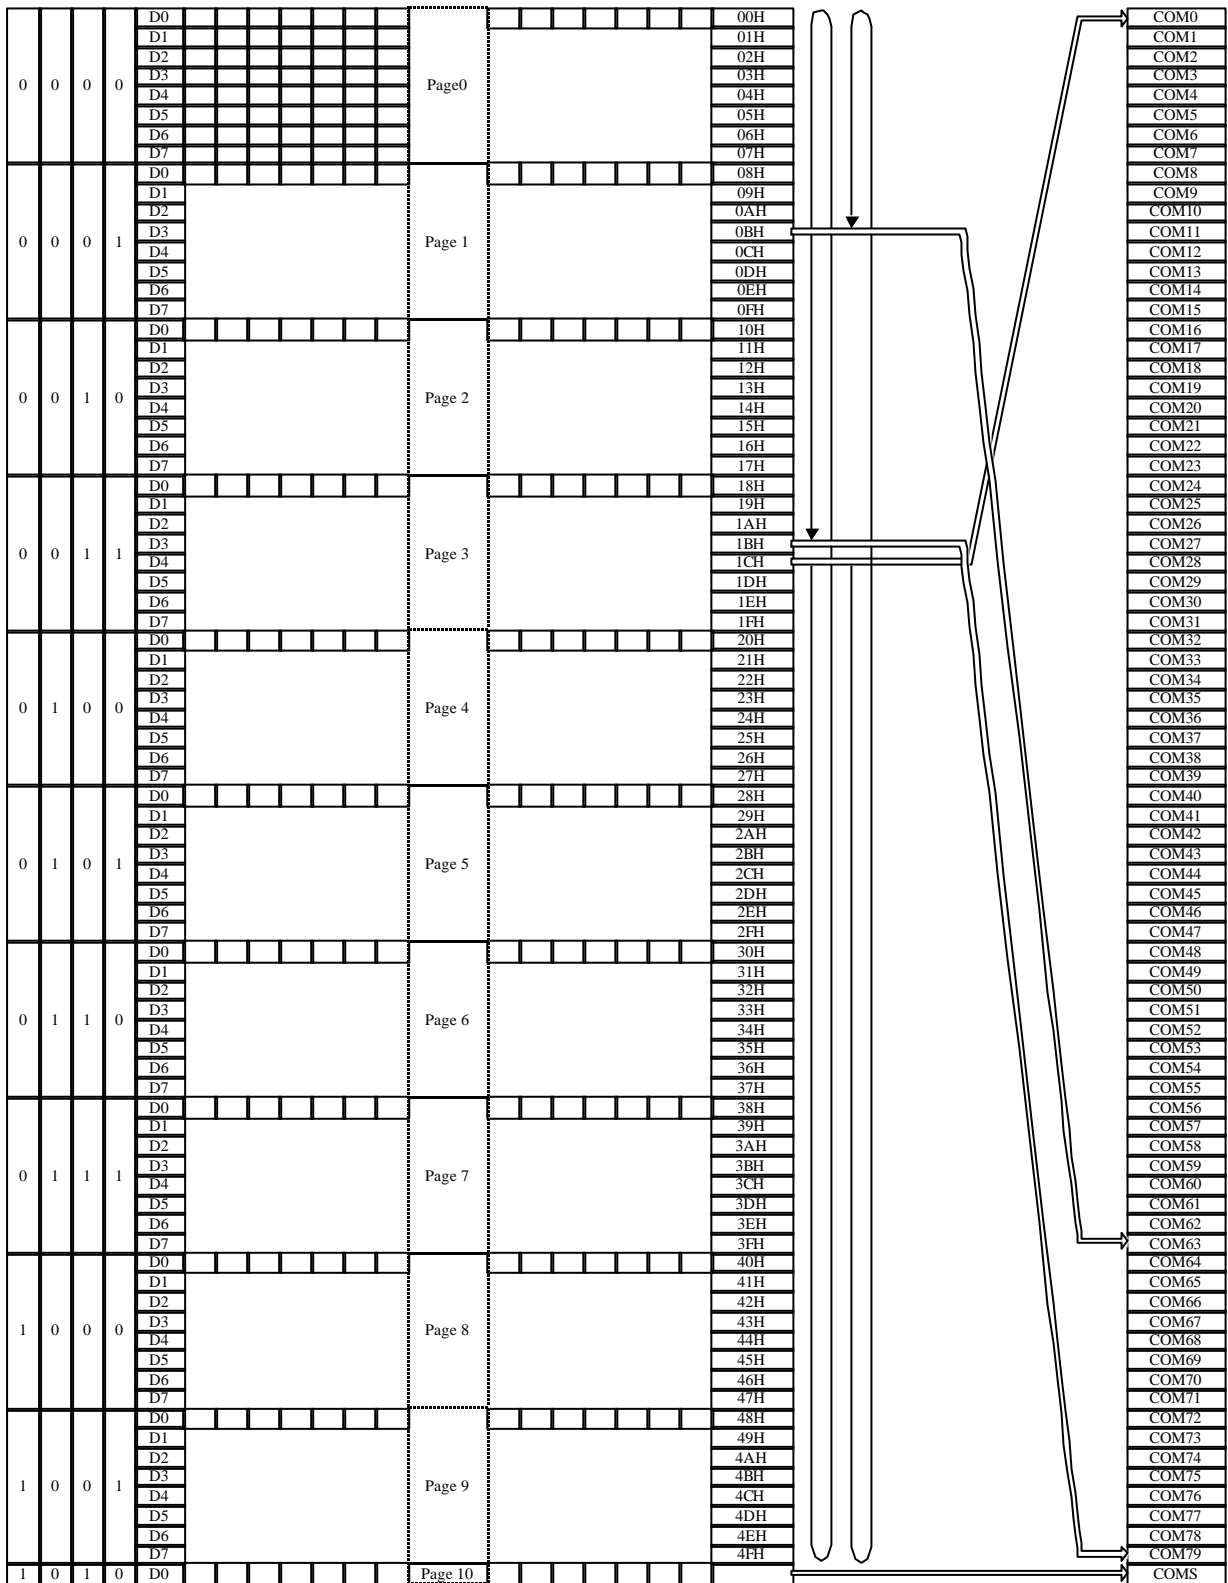 D0 00H COM0
D1 01H COM1
D2 02H COM2
D3 03H COM3
0 0 0 0 D4 Page0 04H COM4
D5 05H COM5
D6 06H COM6
D7 07H COM7
D0 08H COM8
D1 09H COM9
D2 0AH COM10
D3 0BH COM11
0 0 0 1 D4 Page 1 0CH COM12
D5 0DH COM13
D6 0EH COM14
D7 0FH COM15
D0 10H COM16
D1 11H COM17
D2 12H COM18
D3 13H COM19
0 0 1 0 D4 Page 2 14H COM20
D5 15H COM21
D6 16H COM22
D7 17H COM23
D0 18H COM24
D1 19H COM25
D2 1AH COM26
D3 1BH COM27
0 0 1 1 D4 Page 3 1CH COM28
D5 1DH COM29
D6 1EH COM30
D7 1FH COM31
D0 20H COM32
D1 21H COM33
D2 22H COM34
D3 23H COM35
0 1 0 0 D4 Page 4 24H COM36
D5 25H COM37
D6 26H COM38
D7 27H COM39
D0 28H COM40
D1 29H COM41
D2 2AH COM42
D3 2BH COM43
0 1 0 1 D4 Page 5 2CH COM44
D5 2DH COM45
D6 2EH COM46
D7 2FH COM47
D0 30H COM48
D1 31H COM49
D2 32H COM50
D3 33H COM51
0 1 1 0 D4 Page 6 34H COM52
D5 35H COM53
D6 36H COM54
D7 37H COM55
D0 38H COM56
D1 39H COM57
D2 3AH COM58
D3 3BH COM59
0 1 1 1 D4 Page 7 3CH COM60
D5 3DH COM61
D6 3EH COM62
D7 3FH COM63
D0 40H COM64
D1 41H COM65
D2 42H COM66
D3 43H COM67
1 0 0 0 D4 Page 8 44H COM68
D5 45H COM69
D6 46H COM70
D7 47H COM71
D0 48H COM72
D1 49H COM73
D2 4AH COM74
D3 4BH COM75
1 0 0 1 D4 Page 9 4CH COM76
D5 4DH COM77
D6 4EH COM78
D7 4FH COM79
1 0 1 0 D0 Page 10 COMS